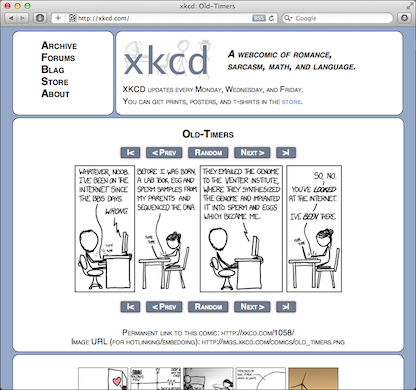 xkcd: Old-Timers
http://xkcd.com/
RSS
Google
Archive
Forums
Blag
Store
About
xkcd
A webcomic of romance,
sarcasm, math, and language.
XKCD updates every Monday, Wednesday, and Friday.
You can get prints, posters, and t-shirts in the store.
Old-Timers
|<
< Prev
Random
Next >
>|
WHATEVER, NOOB.
I'VE BEEN ON THE
INTERNET SINCE
THE BBS DAYS.
WRONG.
BEFORE I WAS BORN,
A LAB TOOK EGG AND
SPERM SAMPLES FROM
MY PARENTS AND
SEQUENCED THE DNA.
THEY EMAILED THE GENOME
TO THE VENTER INSTITUTE,
WHERE THEY SYNTHESIZED
THE GENOME AND IMPLANTED
IT INTO SPERM AND EGGS
WHICH BECAME ME.
SO, NO.
YOU'VE LOOKED
AT THE INTERNET.
I'VE BEEN THERE.
|<
< Prev
Random
Next >
>|
Permanent link to this comic: http://xkcd.com/1058/
Image URL (for hotlinking/embedding): http://imgs.xkcd.com/comics/old_timers.png